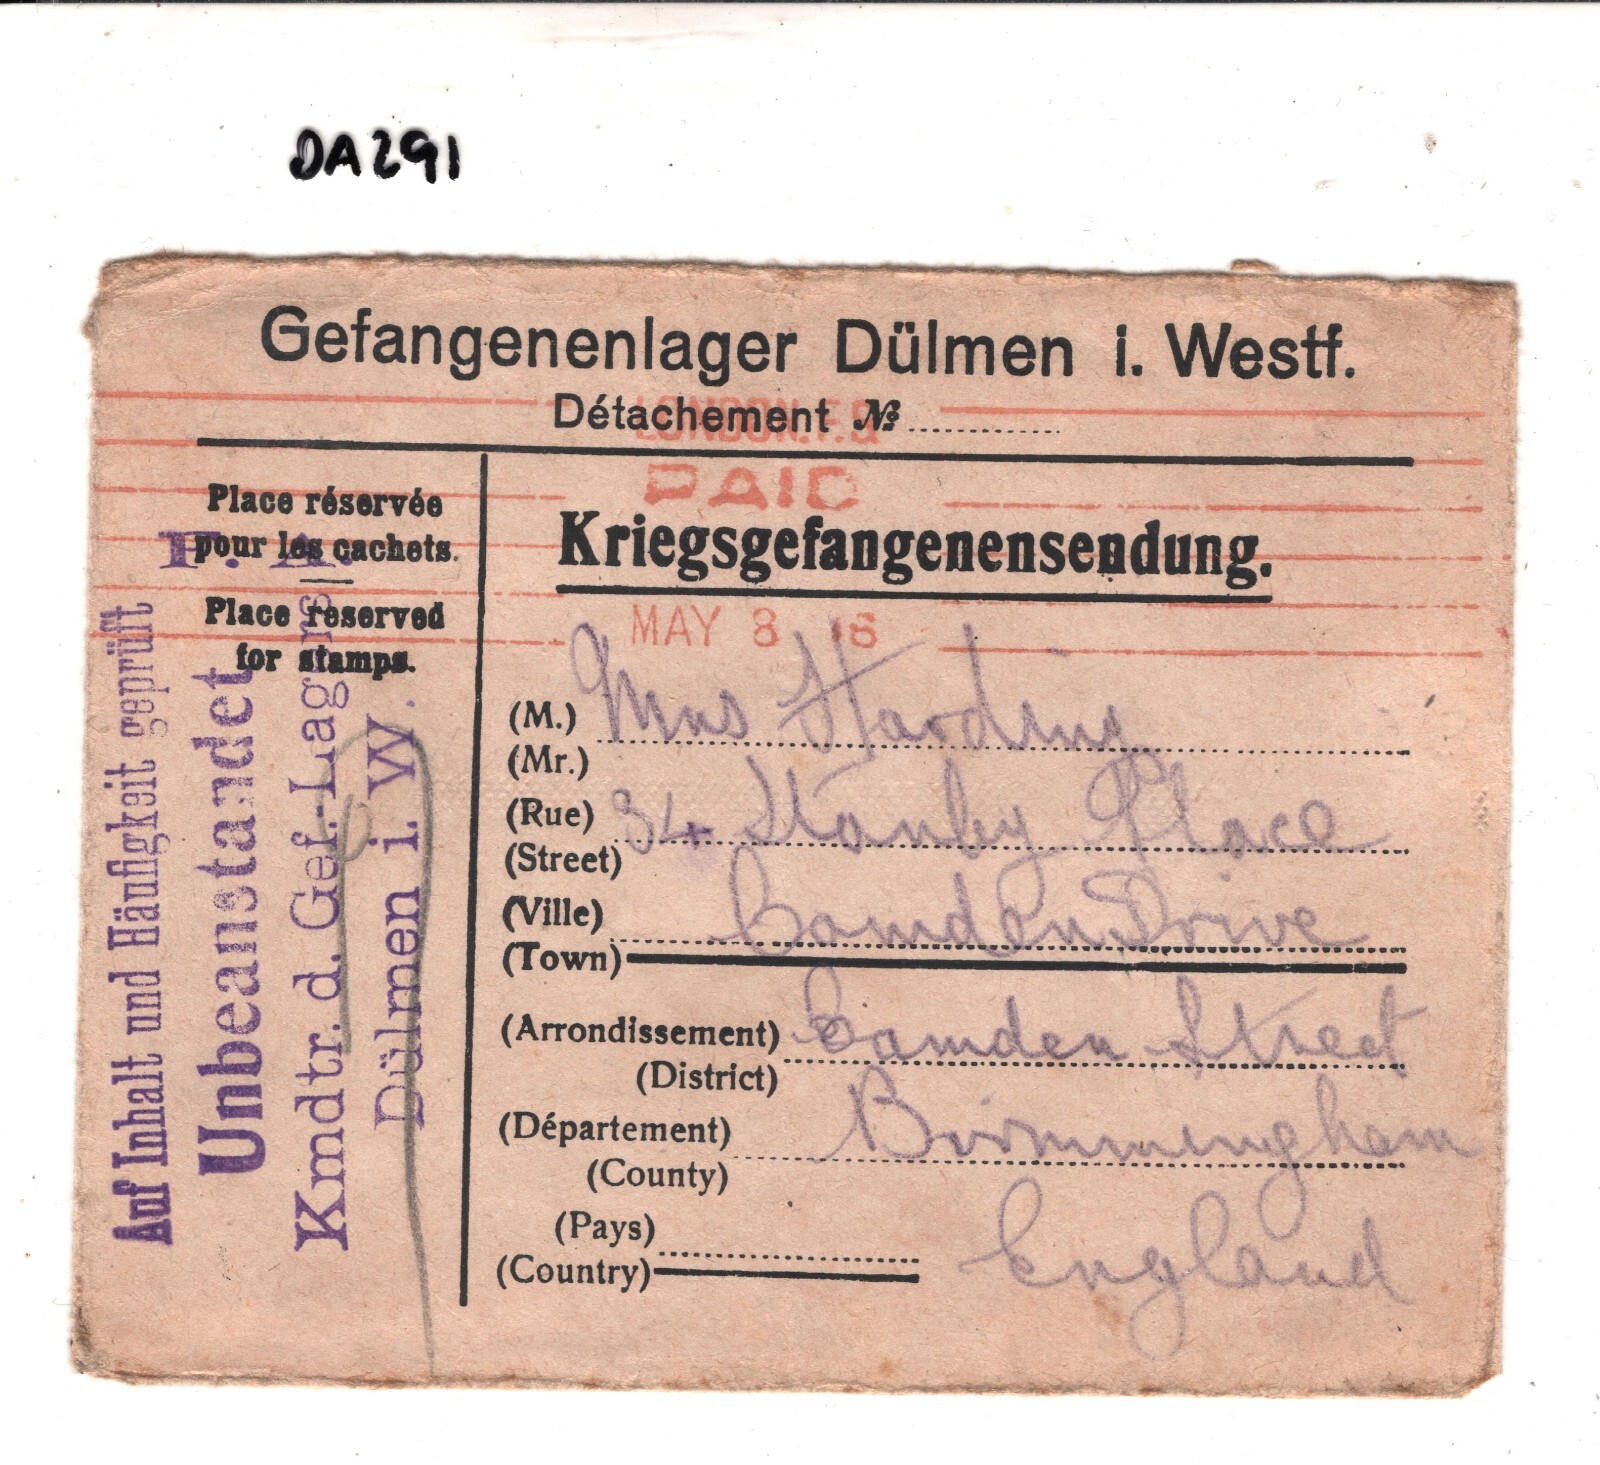 DA291
Gefangenenlager Dülmen i. Westf.
Détachement №
LONDON.F.S
PAID
MAY 8 16
Place réservée
pour les cachets.
Place reserved
for stamps.
F. A.
Auf Inhalt und Häufigkeit geprüft
Unbeanstandet
Kmdtr. d. Gef.-Lagers
Dülmen i. W.
Kriegsgefangenensendung.
(M.) Mrs Harding
(Mr.)
(Rue) 34 Place
(Street)
(Ville) Camden Drive
(Town)
(Arrondissement) Camden Street
(District)
(Département) Birmmingham
(County)
(Pays) England
(Country)